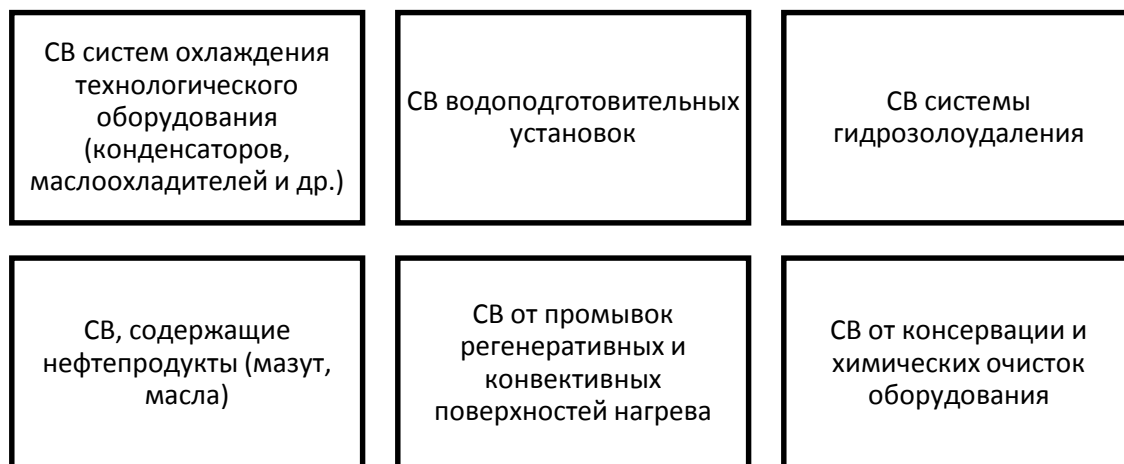 СВ систем охлаждения
технологического
оборудования
(конденсаторов,
маслоохладителей и др.)
СВ водоподготовительных
установок
СВ системы
гидрозолоудаления
СВ, содержащие
нефтепродукты (мазут,
масла)
СВ от промывок
регенеративных и
конвективных
поверхностей нагрева
СВ от консервации и
химических очисток
оборудования